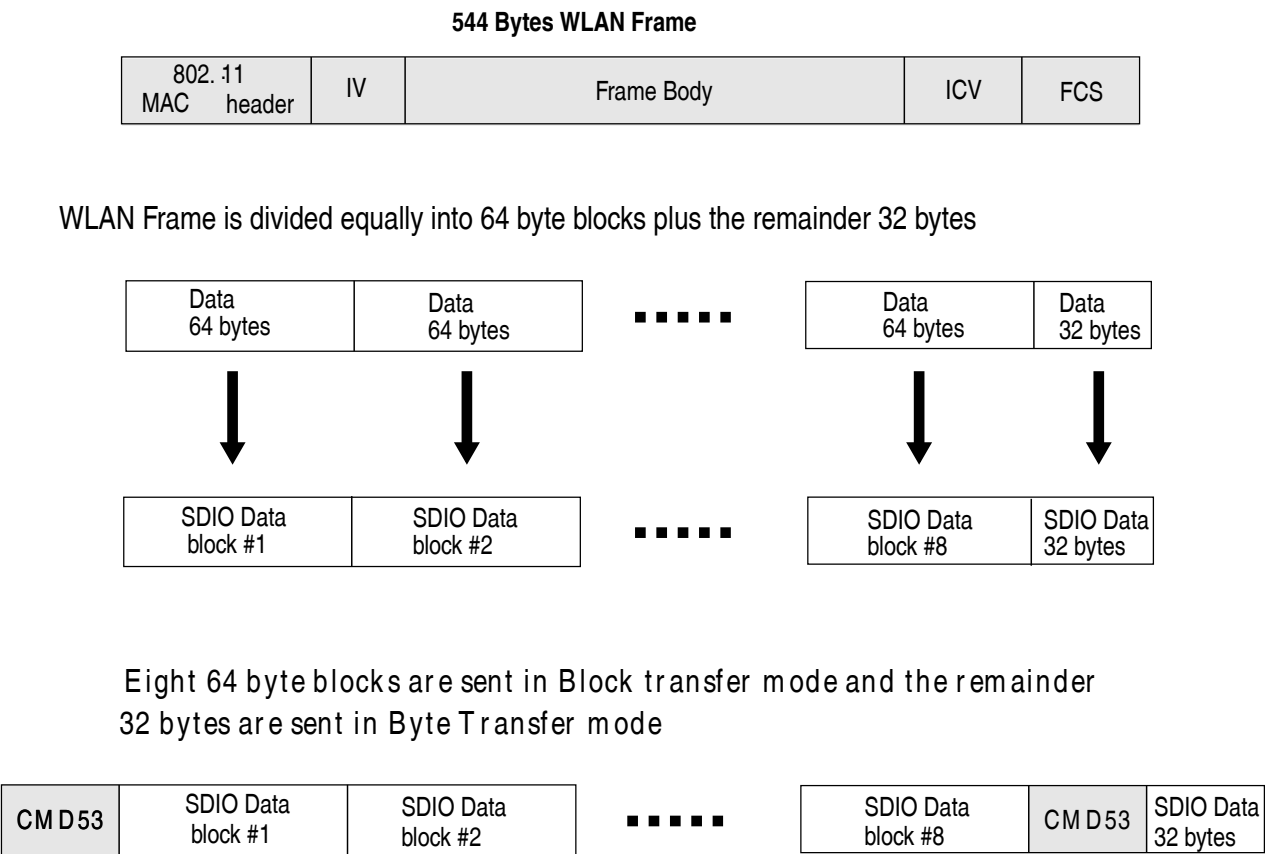 544 Bytes WLAN Frame
802.11
MAC header
IV
Frame Body
ICV
FCS
WLAN Frame is divided equally into 64 byte blocks plus the remainder 32 bytes
Data
64 bytes
Data
64 bytes
Data
64 bytes
Data
32 bytes
SDIO Data
block #1
SDIO Data
block #2
SDIO Data
block #8
SDIO Data
32 bytes
Eight 64 byte blocks are sent in Block transfer mode and the remainder
32 bytes are sent in Byte Transfer mode
CMD53
SDIO Data
block #1
SDIO Data
block #2
SDIO Data
block #8
CMD53
SDIO Data
32 bytes